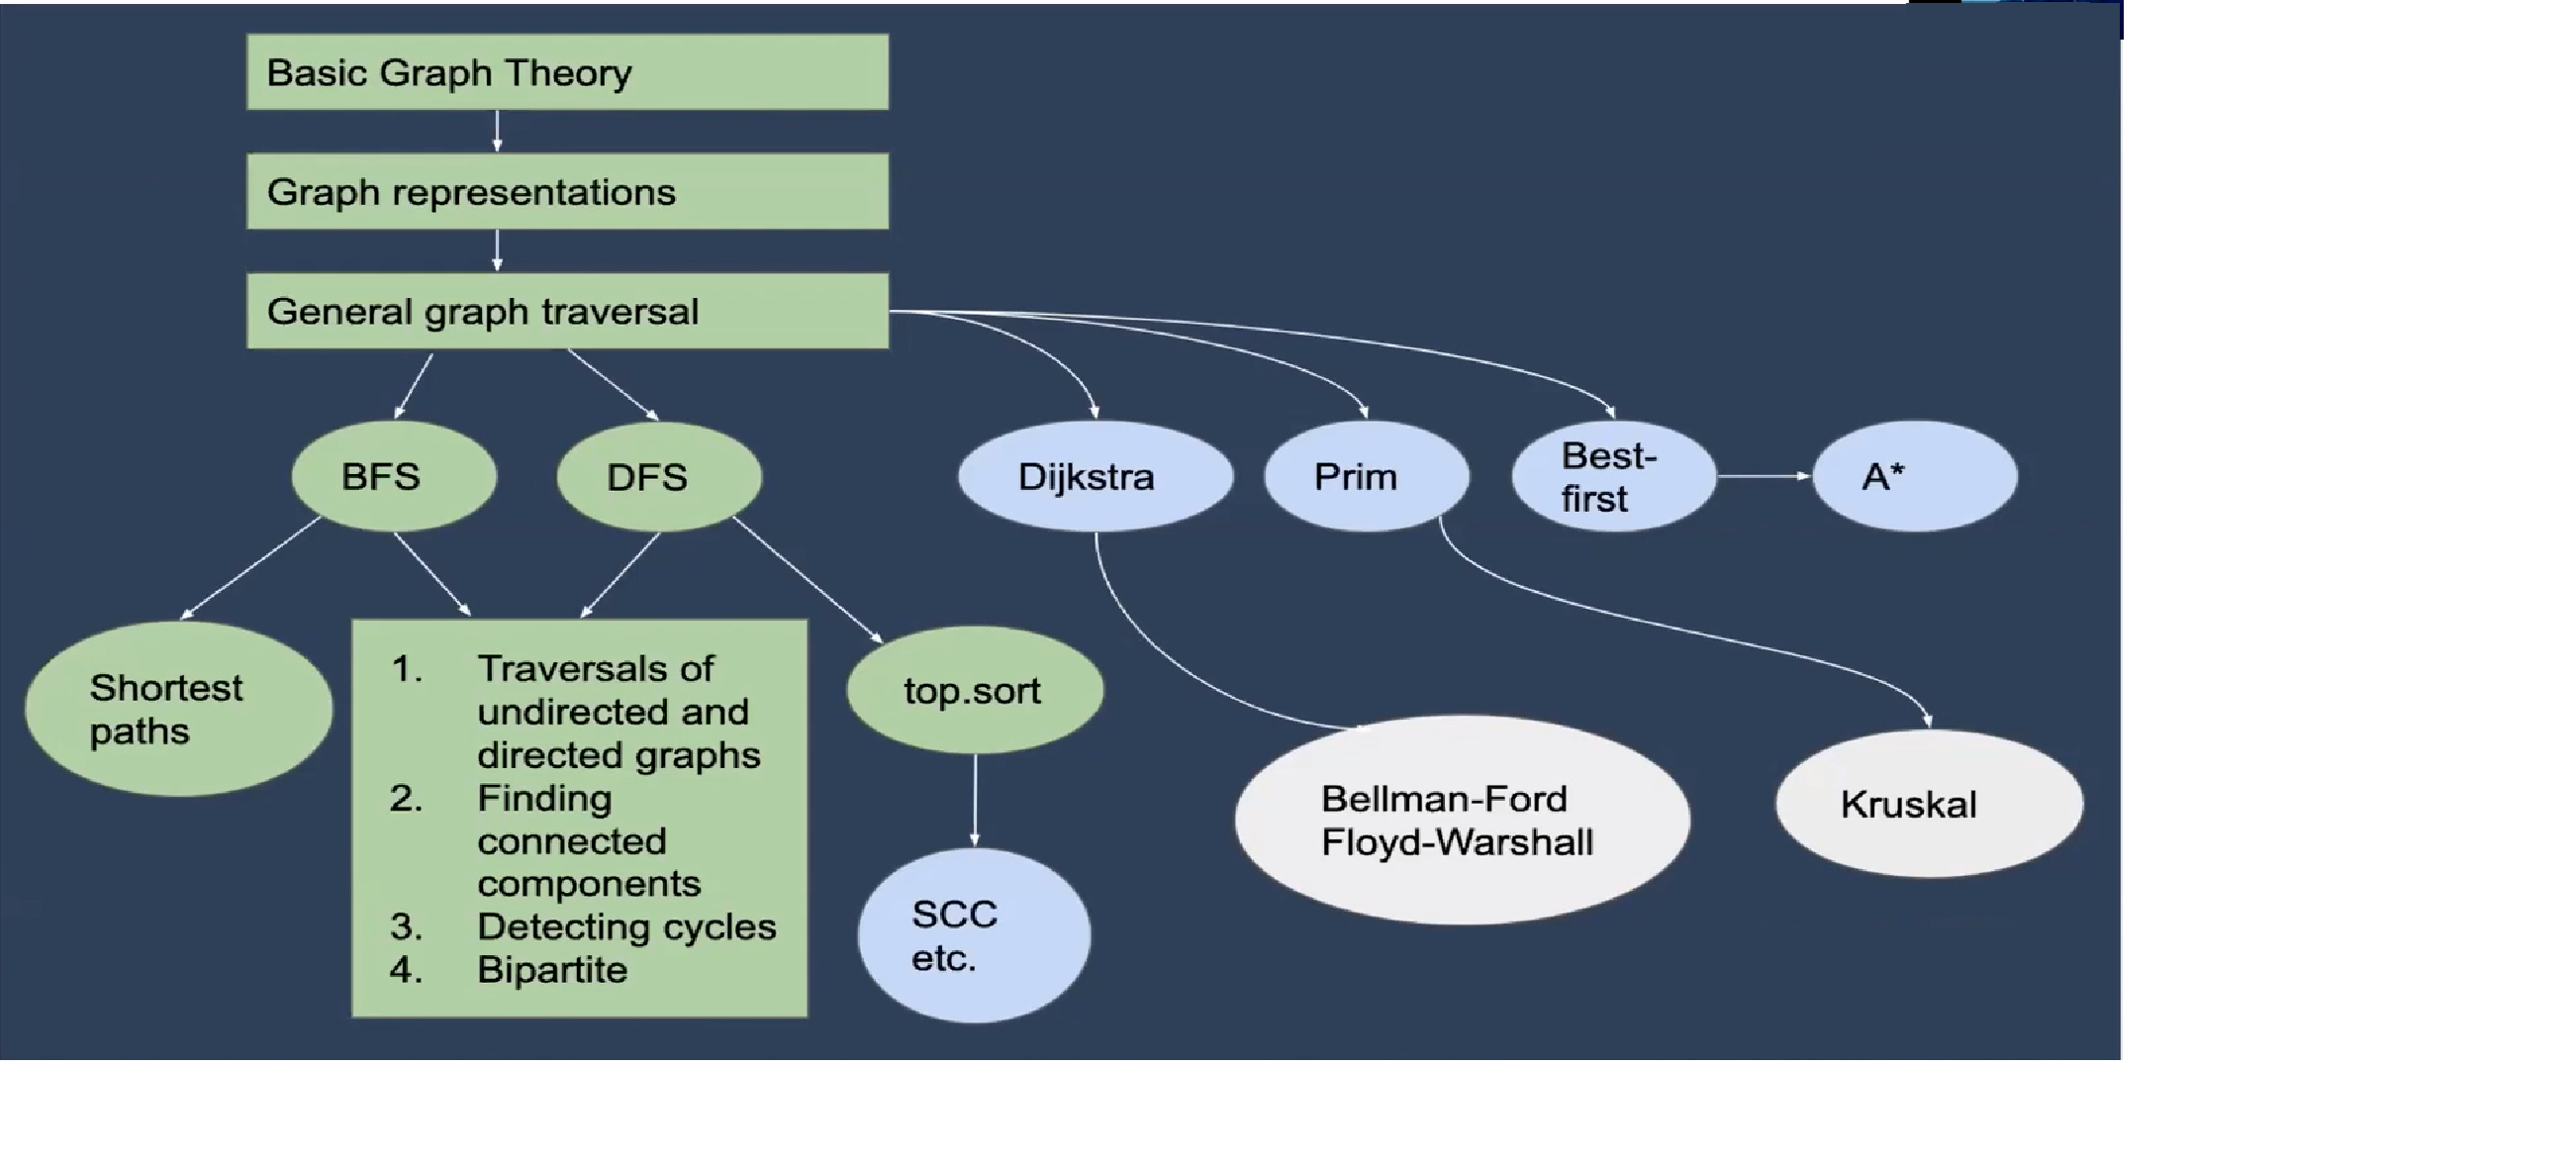 Basic Graph Theory
Graph representations
General graph traversal
BFS
DFS
Dijkstra
Prim
Best-
first
A*
Shortest
paths
1. Traversals of
undirected and
directed graphs
2. Finding
connected
components
3. Detecting cycles
4. Bipartite
top.sort
SCC
etc.
Bellman-Ford
Floyd-Warshall
Kruskal